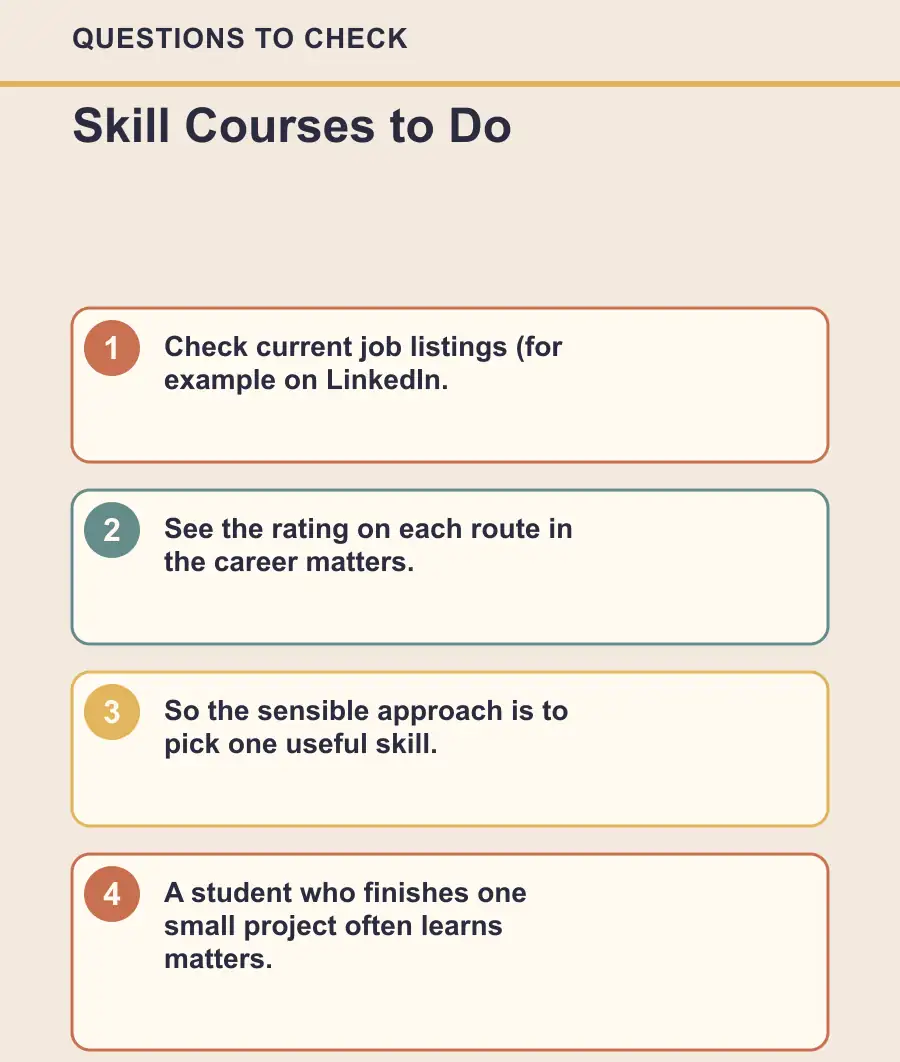 QUESTIONS TO CHECK
Skill Courses to Do
1
Check current job listings (for
example on LinkedIn.
2
See the rating on each route in
the career matters.
3
So the sensible approach is to
pick one useful skill.
4
A student who finishes one
small project often learns
matters.